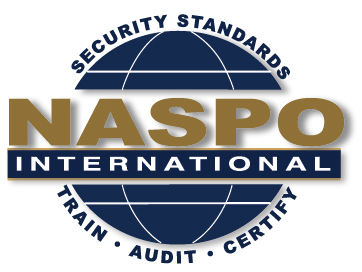 SECURITY STANDARDS
NASPO
INTERNATIONAL
TRAIN • AUDIT • CERTIFY